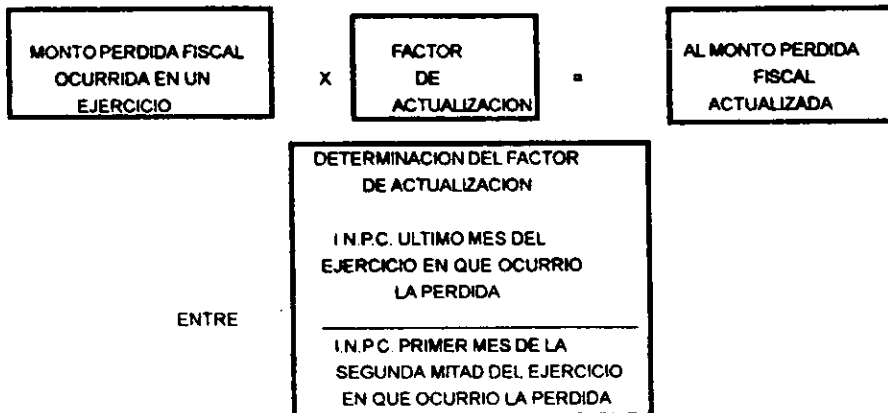 MONTO PERDIDA FISCAL
OCURRIDA EN UN
EJERCICIO
X
FACTOR
DE
ACTUALIZACION
=
AL MONTO PERDIDA
FISCAL
ACTUALIZADA
DETERMINACION DEL FACTOR
DE ACTUALIZACION
I N.P.C. ULTIMO MES DEL
EJERCICIO EN QUE OCURRIO
LA PERDIDA
ENTRE
I.N.P C. PRIMER MES DE LA
SEGUNDA MITAD DEL EJERCICIO
EN QUE OCURRIO LA PERDIDA